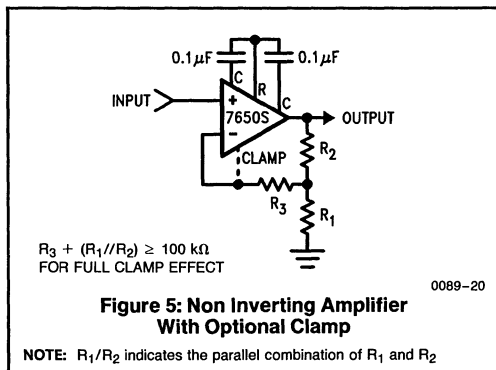 0.1µF 0.1µF
C R C
INPUT + 7650S OUTPUT
−
CLAMP R₂
R₃ R₁
R₃ + (R₁//R₂) ≥ 100 kΩ
FOR FULL CLAMP EFFECT
0089–20
Figure 5: Non Inverting Amplifier
With Optional Clamp
NOTE: R₁/R₂ indicates the parallel combination of R₁ and R₂